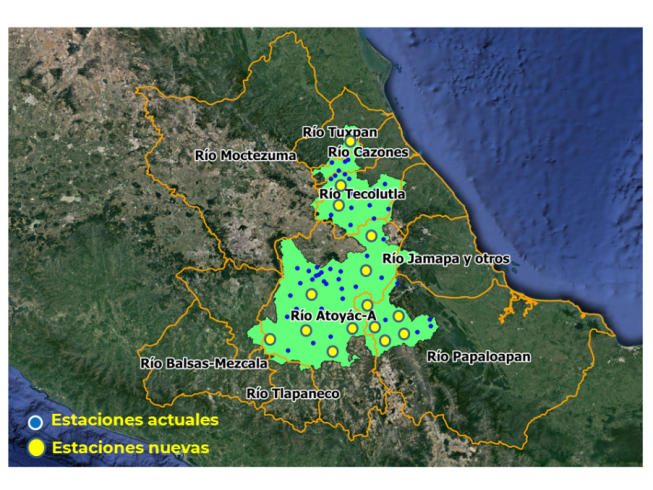 Río Tuxpan
Río Cazones
Río Moctezuma
Río Tecolutla
Río Jamapa y otros
Río Atoyác-A
Río Papaloapan
Río Balsas-Mezcala
Río Tlapaneco
Estaciones actuales
Estaciones nuevas